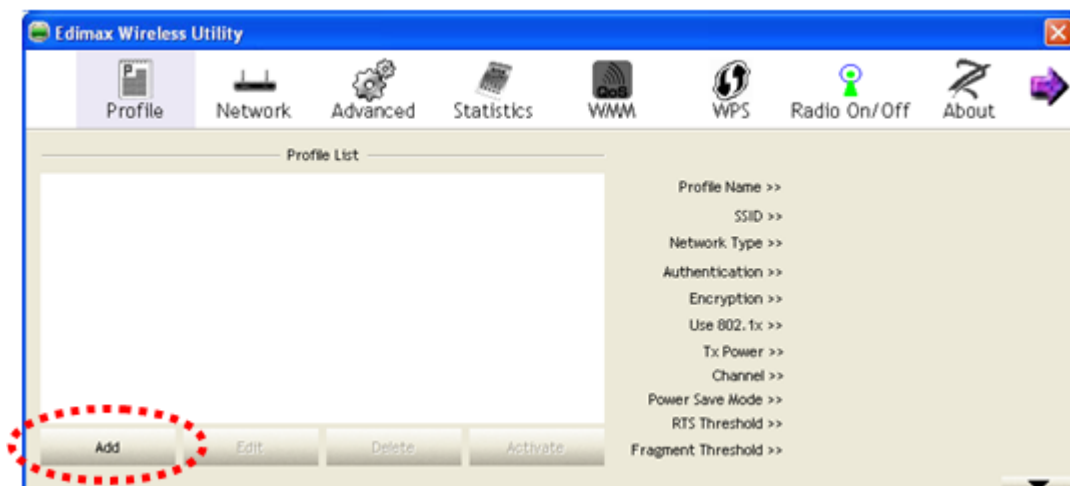 Edimax Wireless Utility
P
QoS
Profile Network Advanced Statistics WMM WPS Radio On/Off About
Profile List
Profile Name >>
SSID >>
Network Type >>
Authentication >>
Encryption >>
Use 802.1x >>
Tx Power >>
Channel >>
Power Save Mode >>
RTS Threshold >>
Fragment Threshold >>
Add Edit Delete Activate